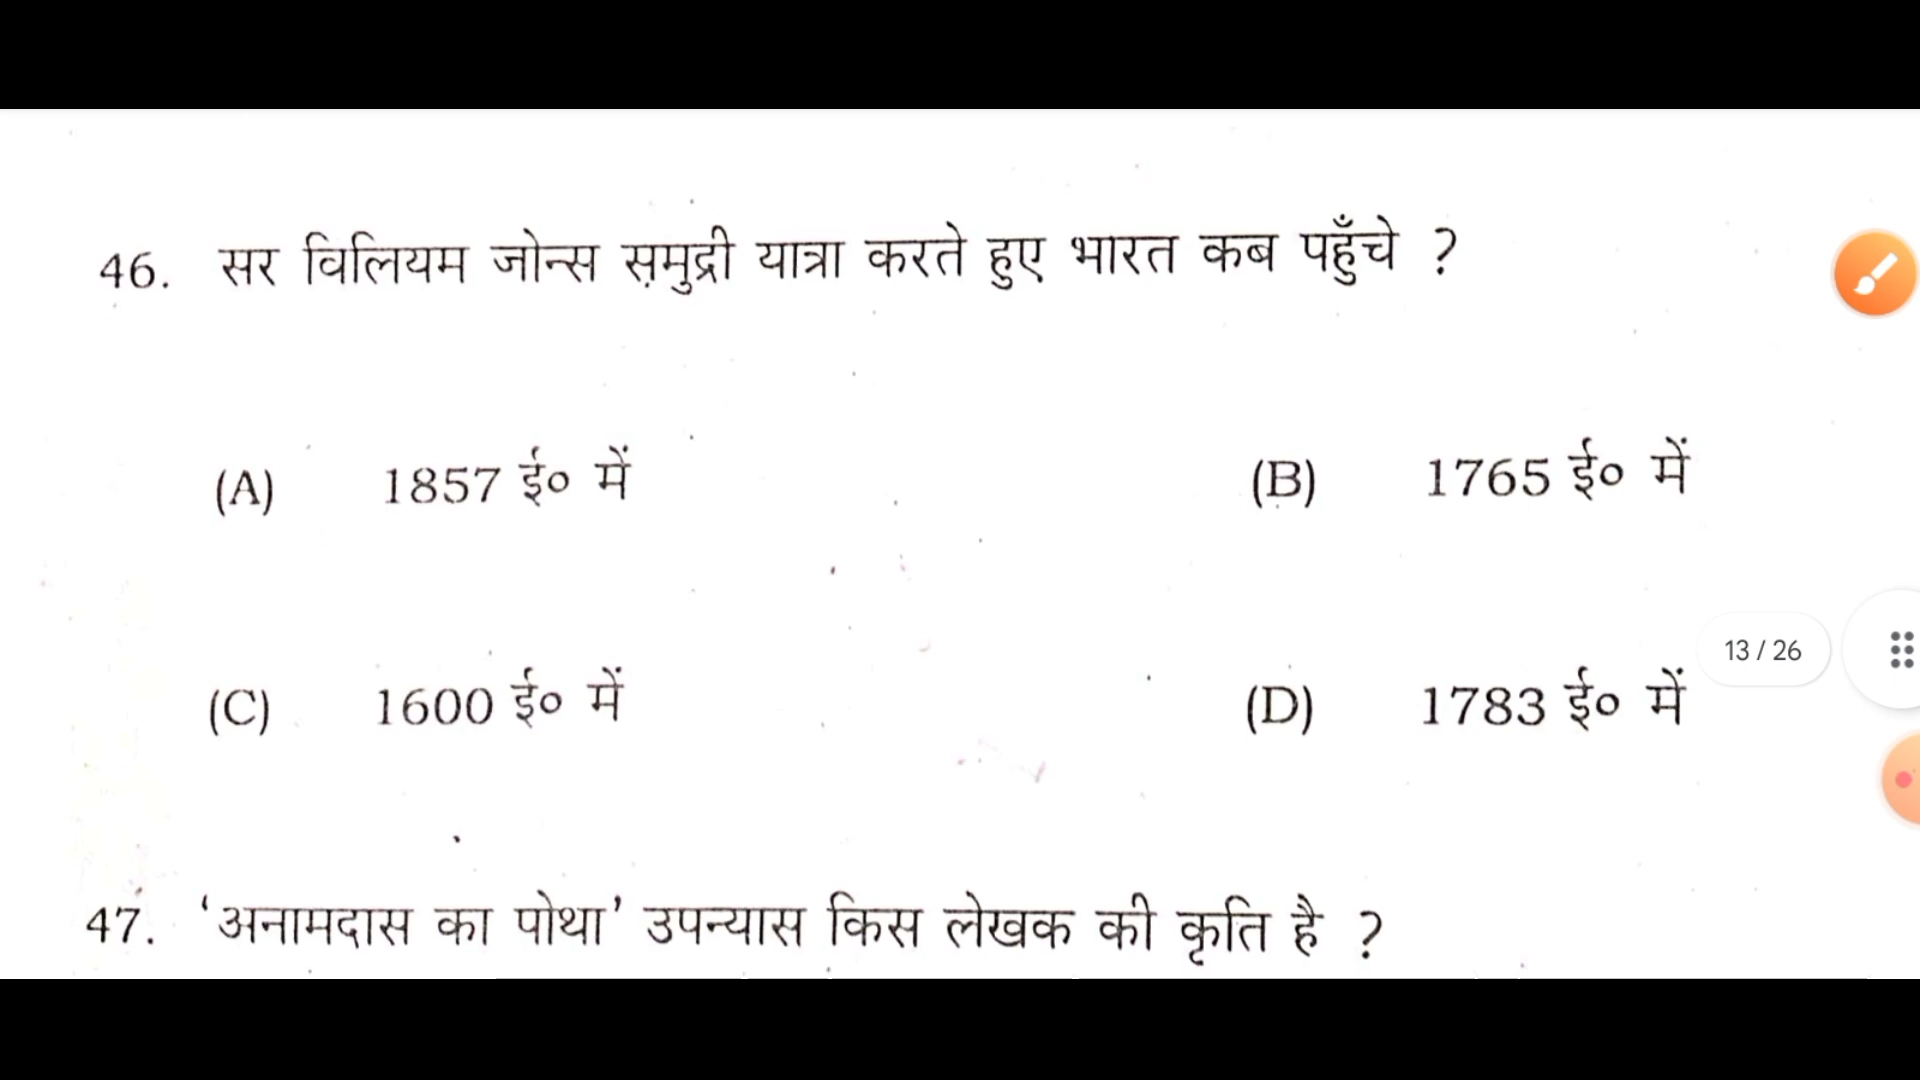 46. सर विलियम जोन्स समुद्री यात्रा करते हुए भारत कब पहुँचे ?
(A) 1857 ई० में (B) 1765 ई० में
13 / 26
(C) 1600 ई० में (D) 1783 ई० में
47. 'अनामदास का पोथा' उपन्यास किस लेखक की कृति है ?